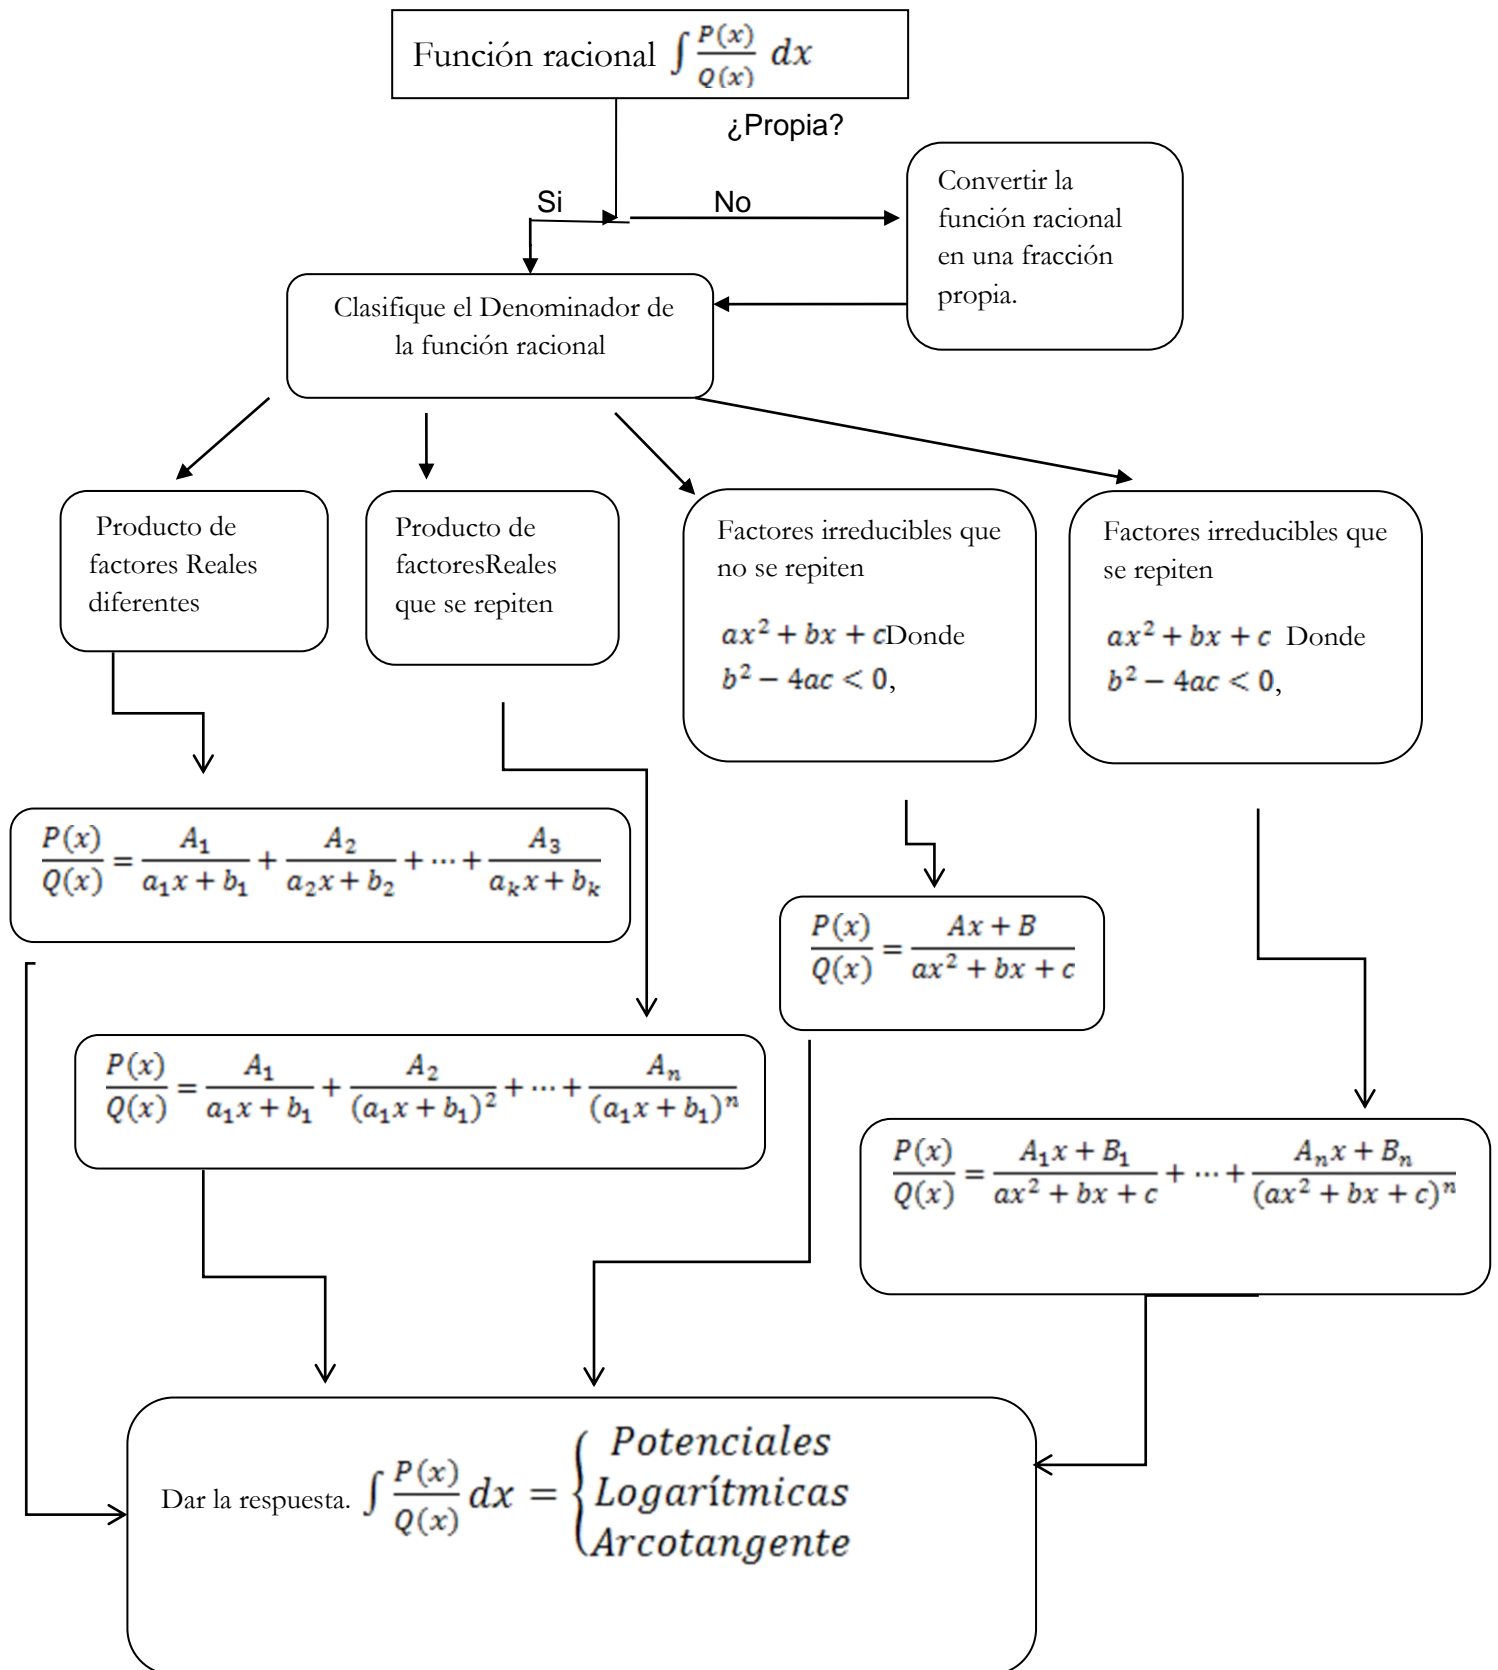 Función racional ∫ P(x)/Q(x) dx
¿Propia?
Si
No
Convertir la
función racional
en una fracción
propia.
Clasifique el Denominador de
la función racional
Producto de
factores Reales
diferentes
Producto de
factoresReales
que se repiten
Factores irreducibles que
no se repiten
ax² + bx + cDonde
b² − 4ac < 0,
Factores irreducibles que
se repiten
ax² + bx + c Donde
b² − 4ac < 0,
P(x)/Q(x) = A₁/(a₁x + b₁) + A₂/(a₂x + b₂) + ⋯ + A₃/(aₖx + bₖ)
P(x)/Q(x) = (Ax + B)/(ax² + bx + c)
P(x)/Q(x) = A₁/(a₁x + b₁) + A₂/(a₁x + b₁)² + ⋯ + Aₙ/(a₁x + b₁)ⁿ
P(x)/Q(x) = (A₁x + B₁)/(ax² + bx + c) + ⋯ + (Aₙx + Bₙ)/(ax² + bx + c)ⁿ
Dar la respuesta. ∫ P(x)/Q(x) dx = {
Potenciales
Logarítmicas
Arcotangente